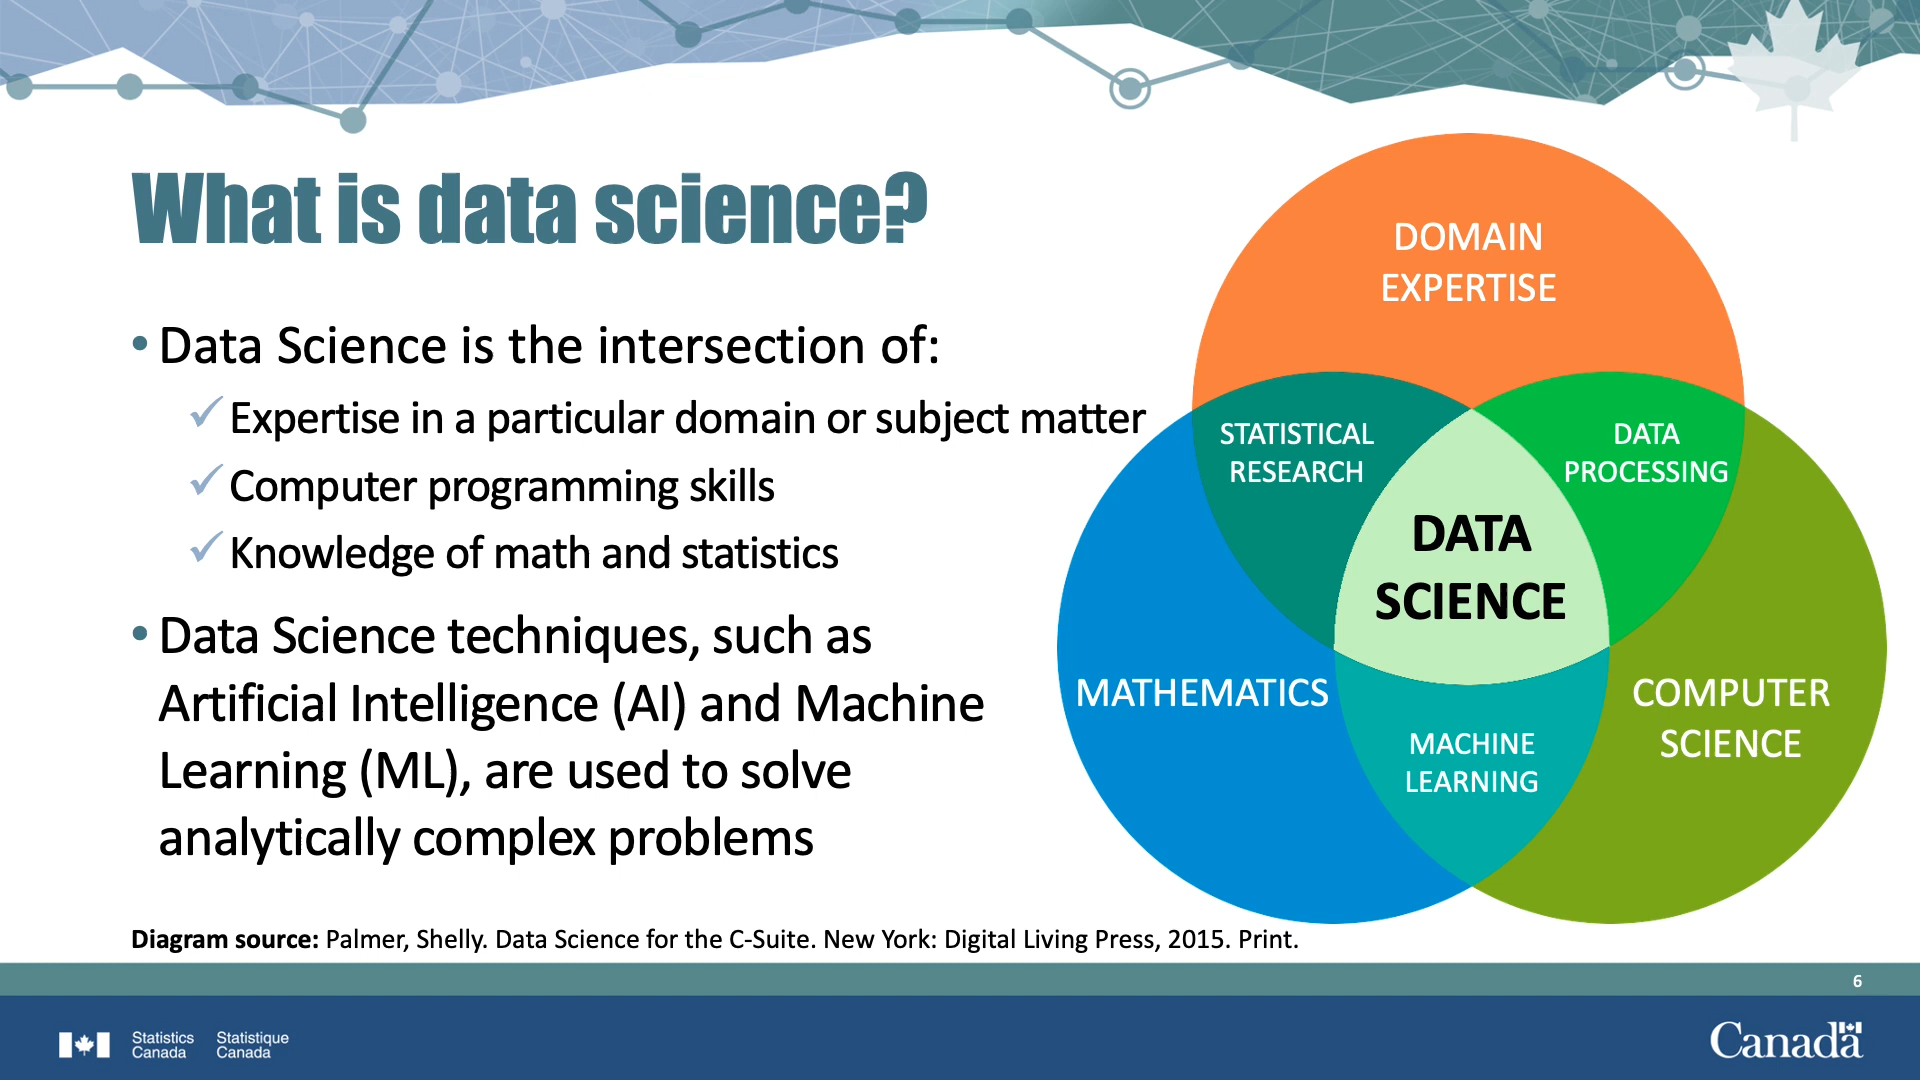 What is data science?
• Data Science is the intersection of:
✓ Expertise in a particular domain or subject matter
✓ Computer programming skills
✓ Knowledge of math and statistics
• Data Science techniques, such as
Artificial Intelligence (AI) and Machine
Learning (ML), are used to solve
analytically complex problems
DOMAIN
EXPERTISE
STATISTICAL
RESEARCH
DATA
PROCESSING
DATA
SCIENCE
MATHEMATICS
COMPUTER
SCIENCE
MACHINE
LEARNING
Diagram source: Palmer, Shelly. Data Science for the C-Suite. New York: Digital Living Press, 2015. Print.
6
Statistics
Canada
Statistique
Canada
Canada